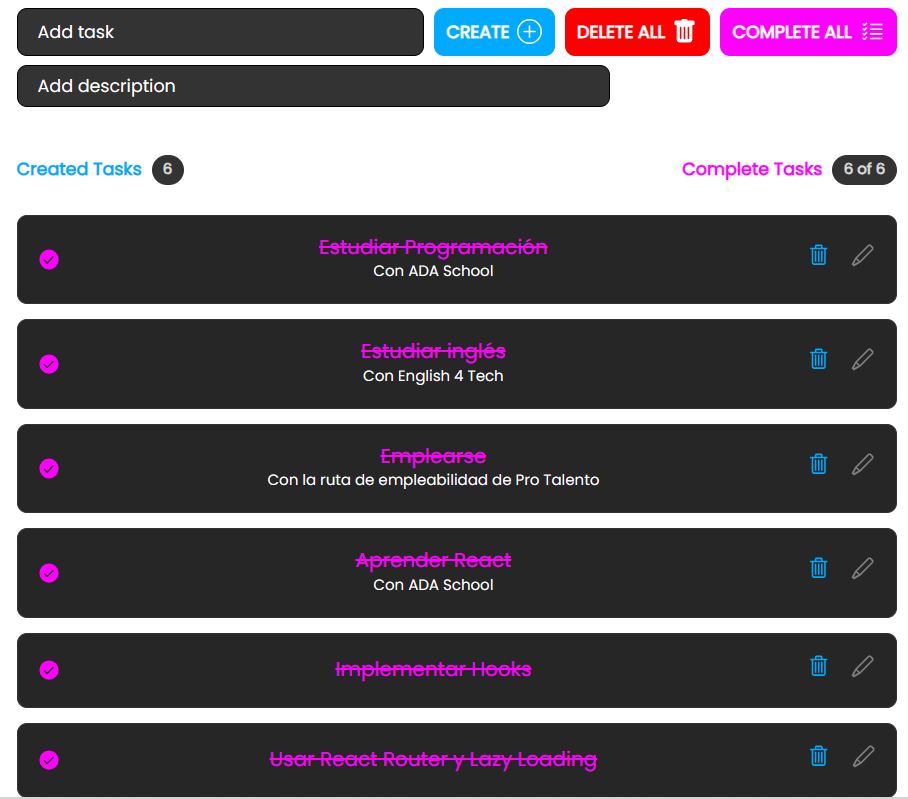 Add task
CREATE
DELETE ALL
COMPLETE ALL
Add description
Created Tasks 6
Complete Tasks 6 of 6
Estudiar Programación
Con ADA School
Estudiar inglés
Con English 4 Tech
Emplearse
Con la ruta de empleabilidad de Pro Talento
Aprender React
Con ADA School
Implementar Hooks
Usar React Router y Lazy Loading